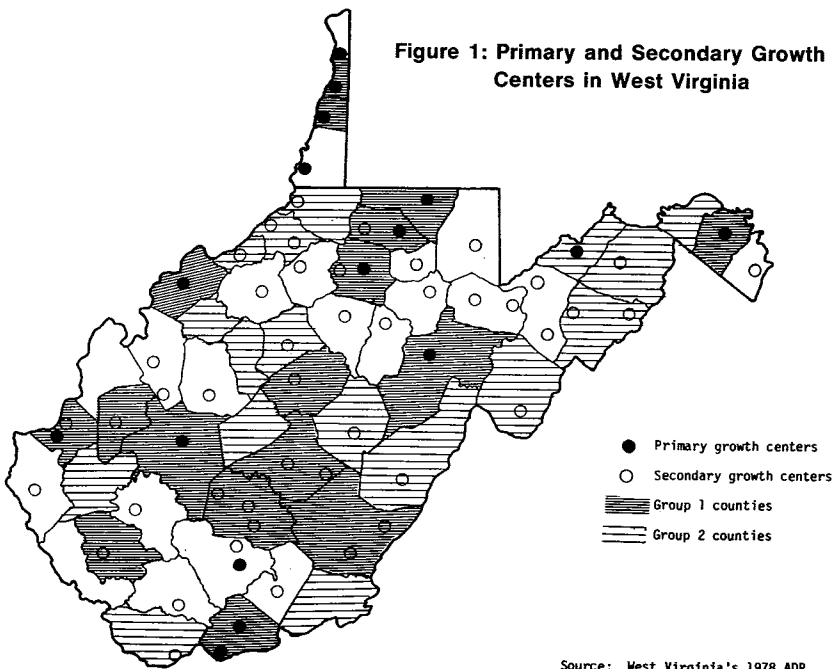 Figure 1: Primary and Secondary Growth
Centers in West Virginia
Primary growth centers
Secondary growth centers
Group 1 counties
Group 2 counties
Source: West Virginia's 1978 ADP